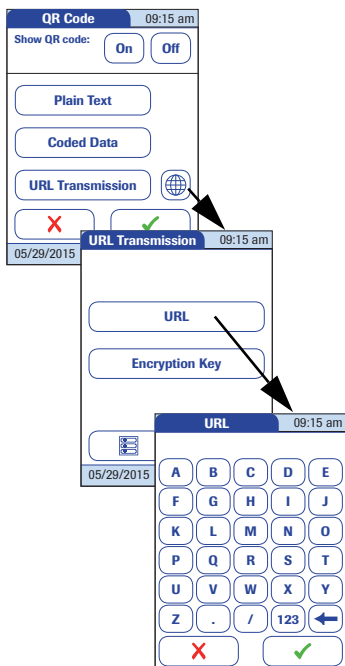 QR Code 09:15 am
Show QR code:
On Off
Plain Text
Coded Data
URL Transmission
05/29/2015
URL Transmission 09:15 am
URL
Encryption Key
05/29/2015
URL 09:15 am
A B C D E
F G H I J
K L M N O
P Q R S T
U V W X Y
Z . / 123